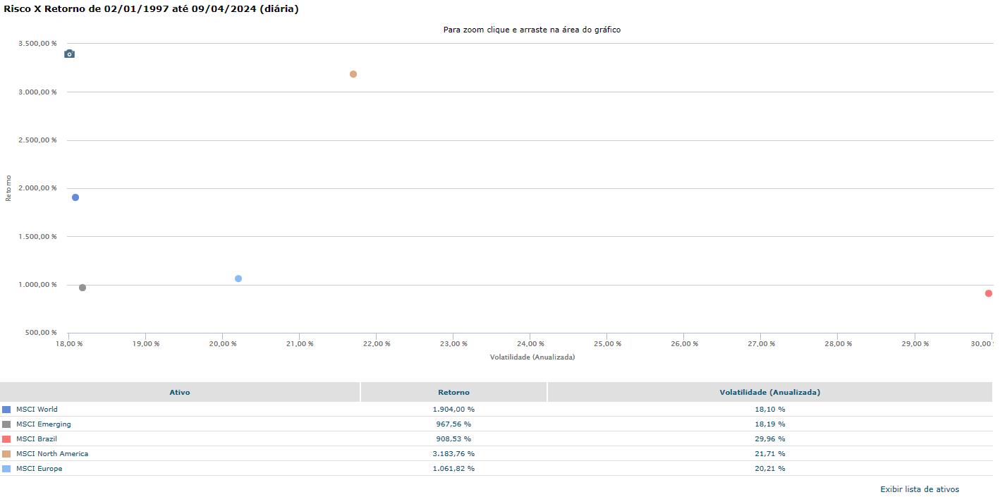 Risco X Retorno de 02/01/1997 até 09/04/2024 (diária)
Para zoom clique e arraste na área do gráfico
3.500,00 %
3.000,00 %
2.500,00 %
2.000,00 %
1.500,00 %
1.000,00 %
500,00 %
Retorno
18,00 % 19,00 % 20,00 % 21,00 % 22,00 % 23,00 % 24,00 % 25,00 % 26,00 % 27,00 % 28,00 % 29,00 % 30,00
Volatilidade (Anualizada)
Ativo Retorno Volatilidade (Anualizada)
MSCI World 1.904,00 % 18,10 %
MSCI Emerging 967,56 % 18,19 %
MSCI Brazil 908,53 % 29,96 %
MSCI North America 3.183,76 % 21,71 %
MSCI Europe 1.061,82 % 20,21 %
Exibir lista de ativos